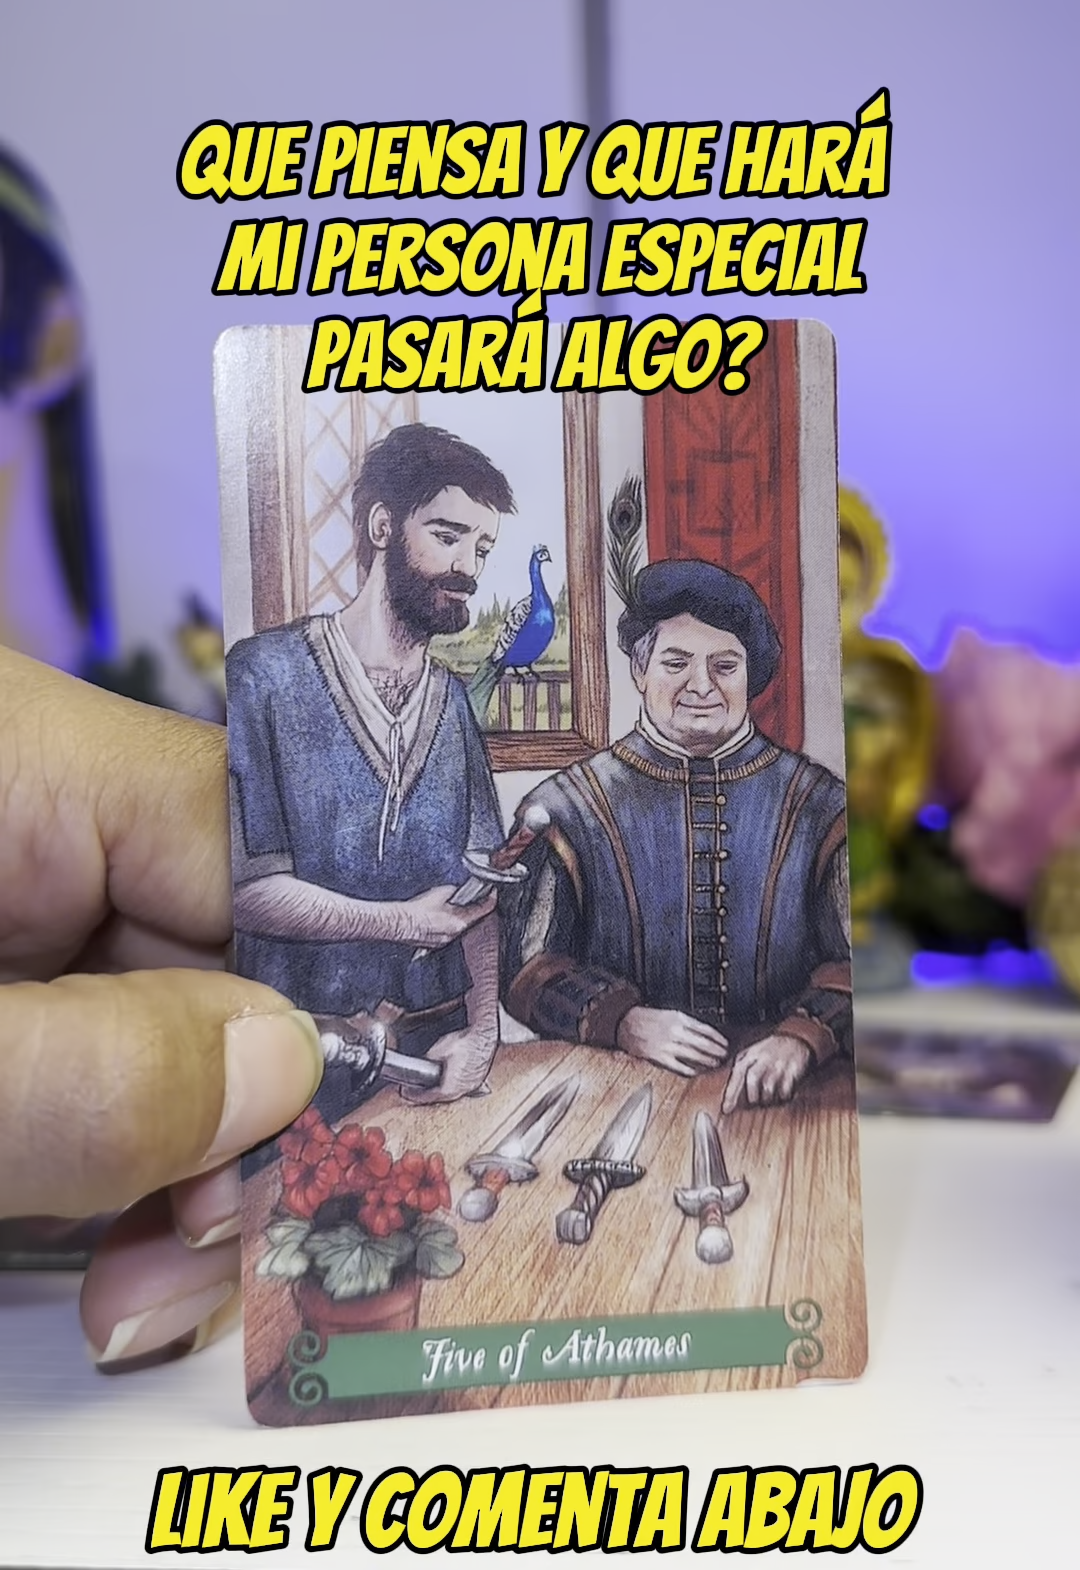 QUE PIENSA Y QUE HARÁ
MI PERSONA ESPECIAL
PASARÁ ALGO?
Five of Athames
LIKE Y COMENTA ABAJO